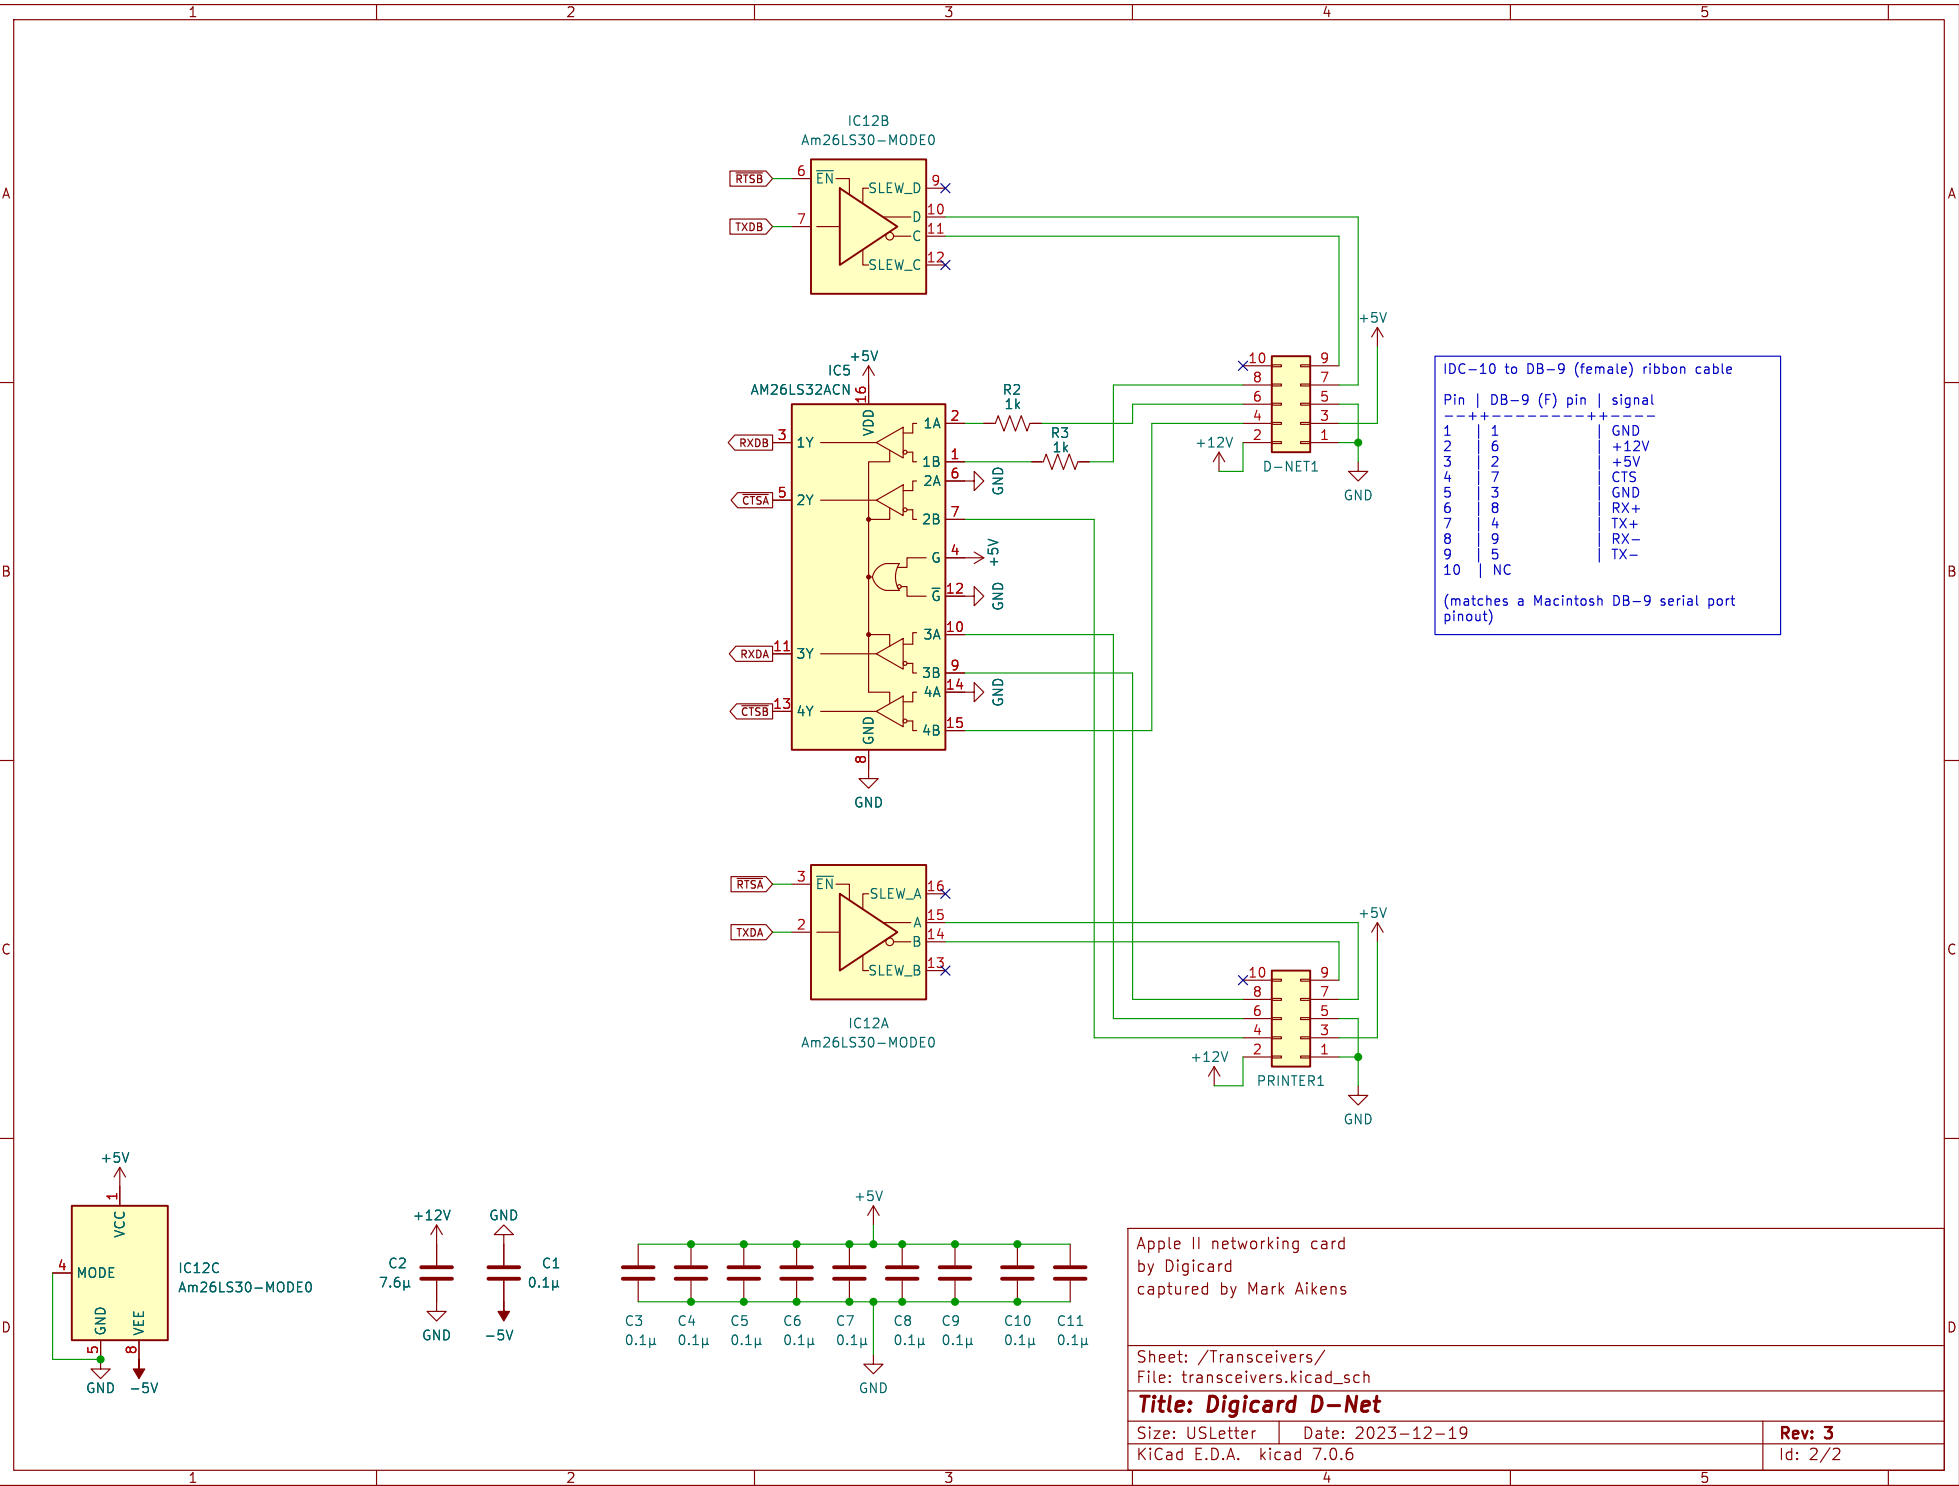 1 2 3 4 5
A
B
C
D
A
B
C
D
IC12B
Am26LS30-MODE0
RTSB 6 EN
SLEW_D 9
TXDB 7
D 10
C 11
SLEW_C 12
+5V
IC5
AM26LS32ACN
16
VDD
RXDB 3 1Y
1A 2
R2
1k
1B 1
R3
1k
2A 6 GND
CTSA 5 2Y
2B 7
G 4 +5V
G 12 GND
3A 10
RXDA 11 3Y
3B 9
4A 14 GND
CTSB 13 4Y
4B 15
GND
8
GND
+5V
10 9
8 7
6 5
4 3
2 1
+12V
D-NET1
GND
IDC-10 to DB-9 (female) ribbon cable
Pin | DB-9 (F) pin | signal
--++--------++----
1 | 1 | GND
2 | 6 | +12V
3 | 2 | +5V
4 | 7 | CTS
5 | 3 | GND
6 | 8 | RX+
7 | 4 | TX+
8 | 9 | RX-
9 | 5 | TX-
10 | NC
(matches a Macintosh DB-9 serial port
pinout)
RTSA 3 EN
SLEW_A 16
TXDA 2
A 15
B 14
SLEW_B 13
IC12A
Am26LS30-MODE0
+5V
10 9
8 7
6 5
4 3
2 1
+12V
PRINTER1
GND
+5V
1
VCC
4 MODE
IC12C
Am26LS30-MODE0
GND VEE
5 8
GND -5V
+12V
C2
7.6µ
GND
GND
C1
0.1µ
-5V
+5V
C3 C4 C5 C6 C7 C8 C9 C10 C11
0.1µ 0.1µ 0.1µ 0.1µ 0.1µ 0.1µ 0.1µ 0.1µ 0.1µ
GND
Apple II networking card
by Digicard
captured by Mark Aikens
Sheet: /Transceivers/
File: transceivers.kicad_sch
Title: Digicard D-Net
Size: USLetter Date: 2023-12-19 Rev: 3
KiCad E.D.A. kicad 7.0.6 Id: 2/2
1 2 3 4 5